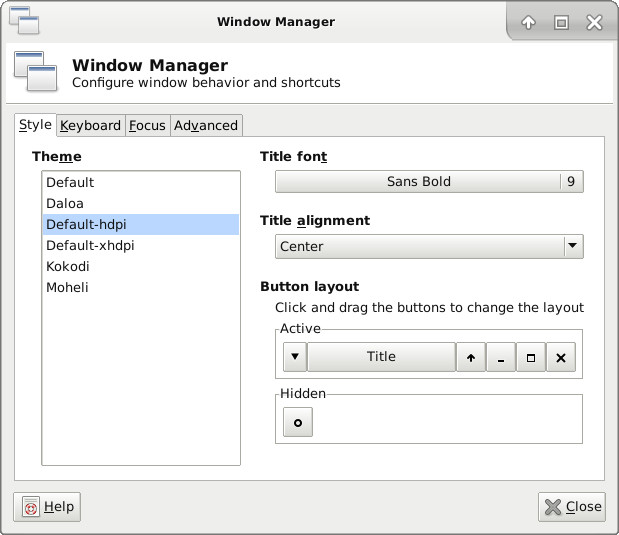 Window Manager
Window Manager
Configure window behavior and shortcuts
Style Keyboard Focus Advanced
Theme
Default
Daloa
Default-hdpi
Default-xhdpi
Kokodi
Moheli
Title font
Sans Bold 9
Title alignment
Center
Button layout
Click and drag the buttons to change the layout
Active
Title
Hidden
Help
Close